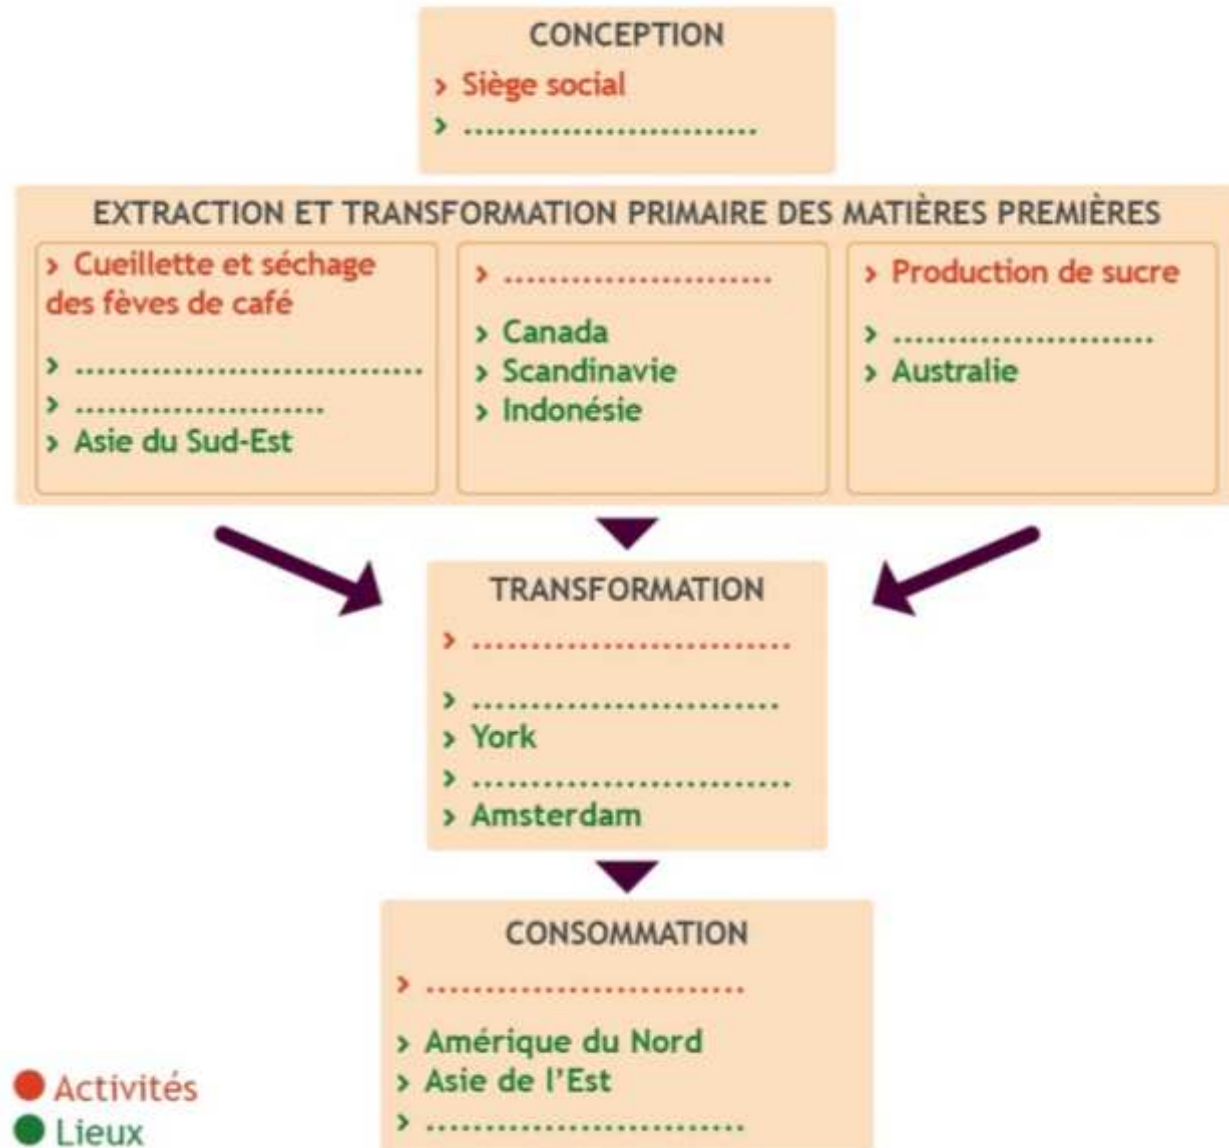 CONCEPTION
› Siège social
› ...........................
EXTRACTION ET TRANSFORMATION PRIMAIRE DES MATIÈRES PREMIÈRES
› Cueillette et séchage
des fèves de café
› ................................
› .......................
› Asie du Sud-Est
› .........................
› Canada
› Scandinavie
› Indonésie
› Production de sucre
› ........................
› Australie
TRANSFORMATION
› .............................
› ............................
› York
› .............................
› Amsterdam
CONSOMMATION
› .............................
› Amérique du Nord
› Asie de l’Est
› .............................
Activités
Lieux